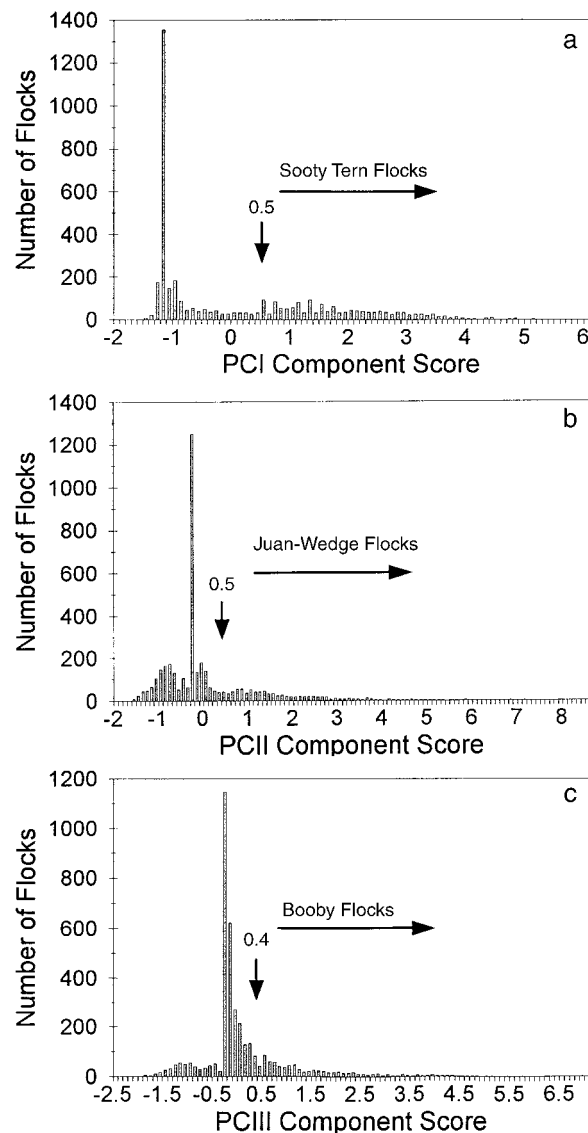 a
1400
1200
1000
800
600
400
200
0
Number of Flocks
Sooty Tern Flocks
0.5
-2 -1 0 1 2 3 4 5 6
PCI Component Score
b
1400
1200
1000
800
600
400
200
0
Number of Flocks
Juan-Wedge Flocks
0.5
-2 -1 0 1 2 3 4 5 6 7 8
PCII Component Score
c
1200
1000
800
600
400
200
0
Number of Flocks
Booby Flocks
0.4
-2.5 -1.5 -0.5 0.5 1.5 2.5 3.5 4.5 5.5 6.5
PCIII Component Score